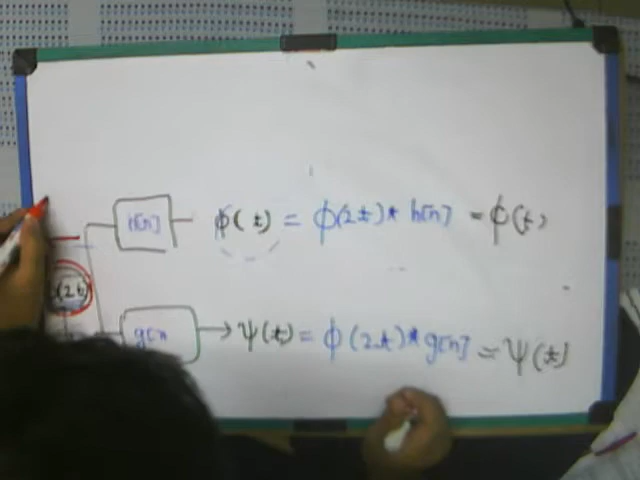 h[n] ϕ(t) = ϕ(2t)* h[n] = ϕ(t)
(2t)
g[n → ψ(t) = ϕ(2t)* g[n] = ψ(t)